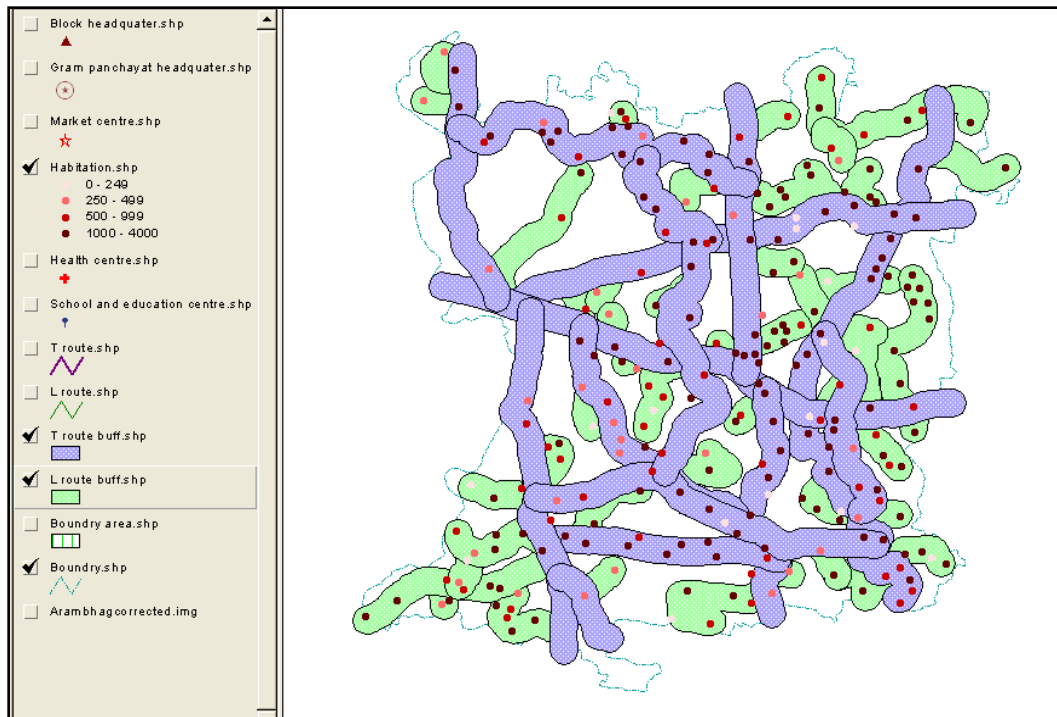 Block headquater.shp
Gram panchayat headquater.shp
Market centre.shp
Habitation.shp
0 - 249
250 - 499
500 - 999
1000 - 4000
Health centre.shp
School and education centre.shp
T route.shp
L route.shp
T route buff.shp
L route buff.shp
Boundry area.shp
Boundry.shp
Arambhagcorrected.img